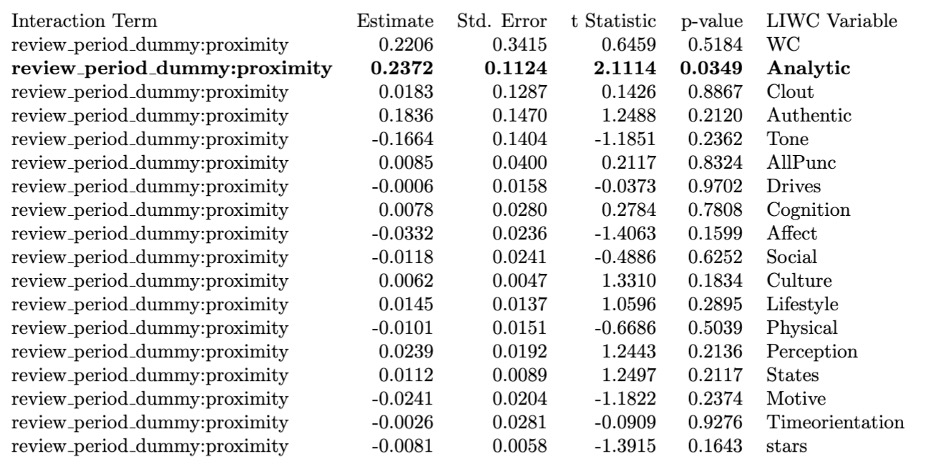 Interaction Term Estimate Std. Error t Statistic p-value LIWC Variable
review_period_dummy:proximity 0.2206 0.3415 0.6459 0.5184 WC
review_period_dummy:proximity 0.2372 0.1124 2.1114 0.0349 Analytic
review_period_dummy:proximity 0.0183 0.1287 0.1426 0.8867 Clout
review_period_dummy:proximity 0.1836 0.1470 1.2488 0.2120 Authentic
review_period_dummy:proximity -0.1664 0.1404 -1.1851 0.2362 Tone
review_period_dummy:proximity 0.0085 0.0400 0.2117 0.8324 AllPunc
review_period_dummy:proximity -0.0006 0.0158 -0.0373 0.9702 Drives
review_period_dummy:proximity 0.0078 0.0280 0.2784 0.7808 Cognition
review_period_dummy:proximity -0.0332 0.0236 -1.4063 0.1599 Affect
review_period_dummy:proximity -0.0118 0.0241 -0.4886 0.6252 Social
review_period_dummy:proximity 0.0062 0.0047 1.3310 0.1834 Culture
review_period_dummy:proximity 0.0145 0.0137 1.0596 0.2895 Lifestyle
review_period_dummy:proximity -0.0101 0.0151 -0.6686 0.5039 Physical
review_period_dummy:proximity 0.0239 0.0192 1.2443 0.2136 Perception
review_period_dummy:proximity 0.0112 0.0089 1.2497 0.2117 States
review_period_dummy:proximity -0.0241 0.0204 -1.1822 0.2374 Motive
review_period_dummy:proximity -0.0026 0.0281 -0.0909 0.9276 Timeorientation
review_period_dummy:proximity -0.0081 0.0058 -1.3915 0.1643 stars